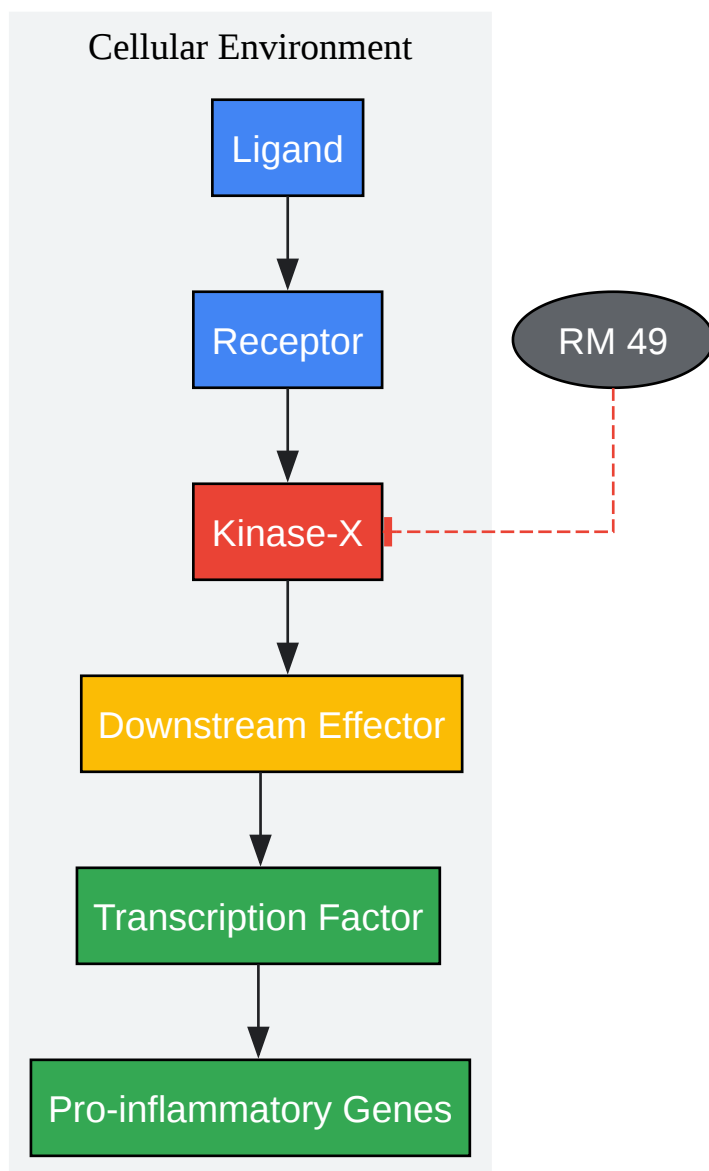 Cellular Environment
Ligand
Receptor
RM 49
Kinase-X
Downstream Effector
Transcription Factor
Pro-inflammatory Genes